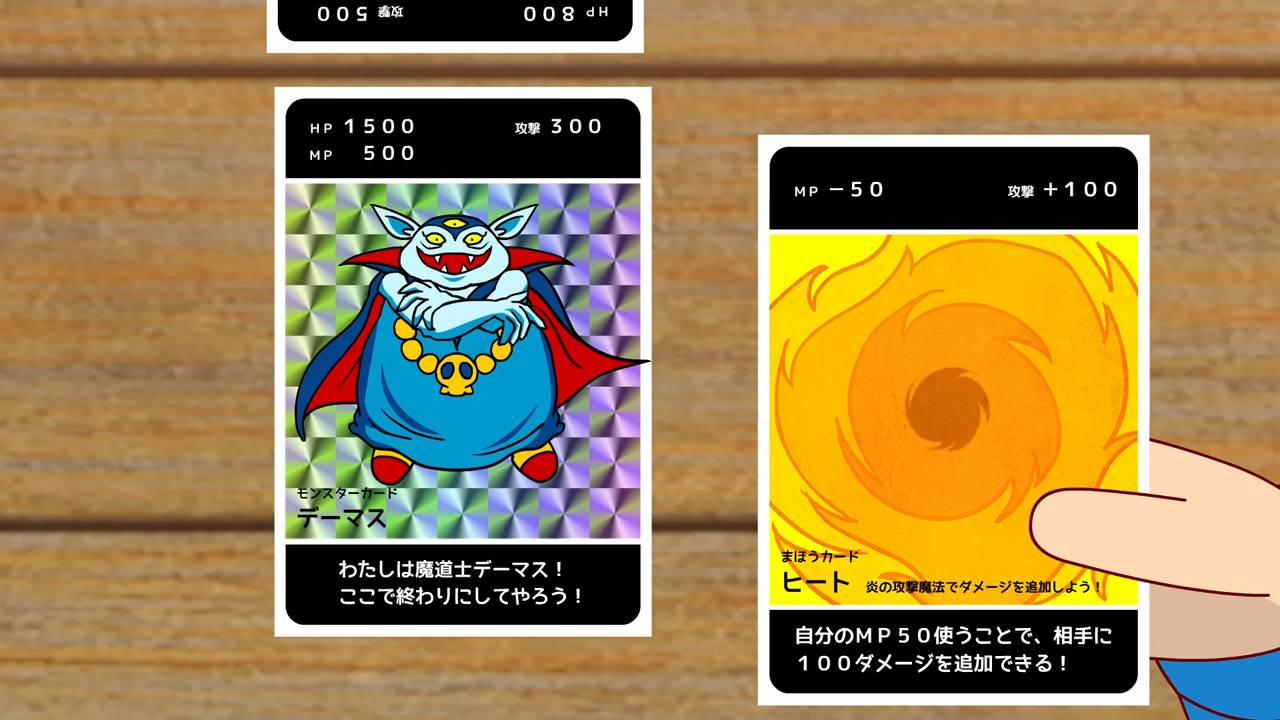 攻撃 ５００
HP ８００
HP １５００
攻撃 ３００
MP ５００
モンスターカード
デーマス
わたしは魔道士デーマス！
ここで終わりにしてやろう！
MP －５０
攻撃 ＋１００
まほうカード
ヒート 炎の攻撃魔法でダメージを追加しよう！
自分のＭＰ５０使うことで、相手に
１００ダメージを追加できる！